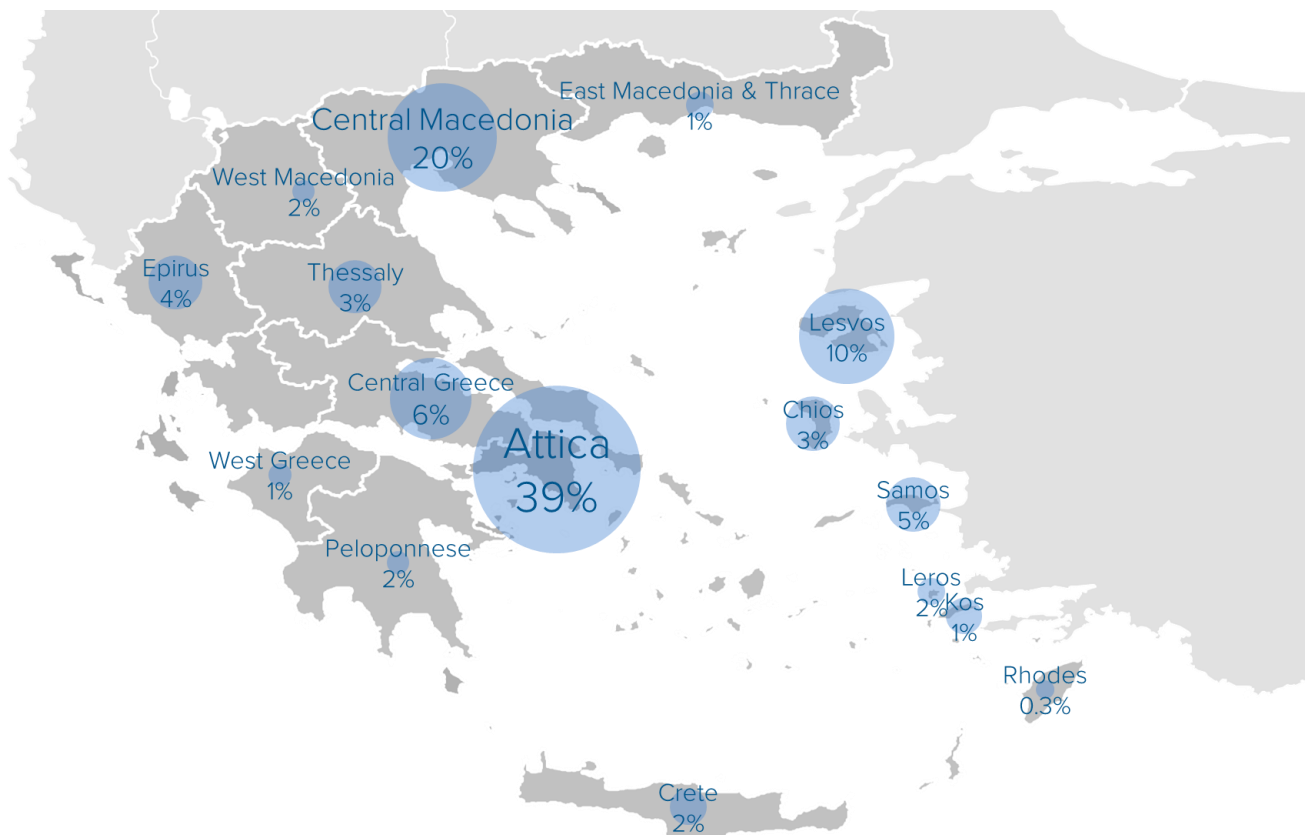 East Macedonia & Thrace
1%
Central Macedonia
20%
West Macedonia
2%
Epirus
4%
Thessaly
3%
Lesvos
10%
Central Greece
6%
Chios
3%
Attica
39%
West Greece
1%
Samos
5%
Peloponnese
2%
Leros
2%
Kos
1%
Rhodes
0.3%
Crete
2%